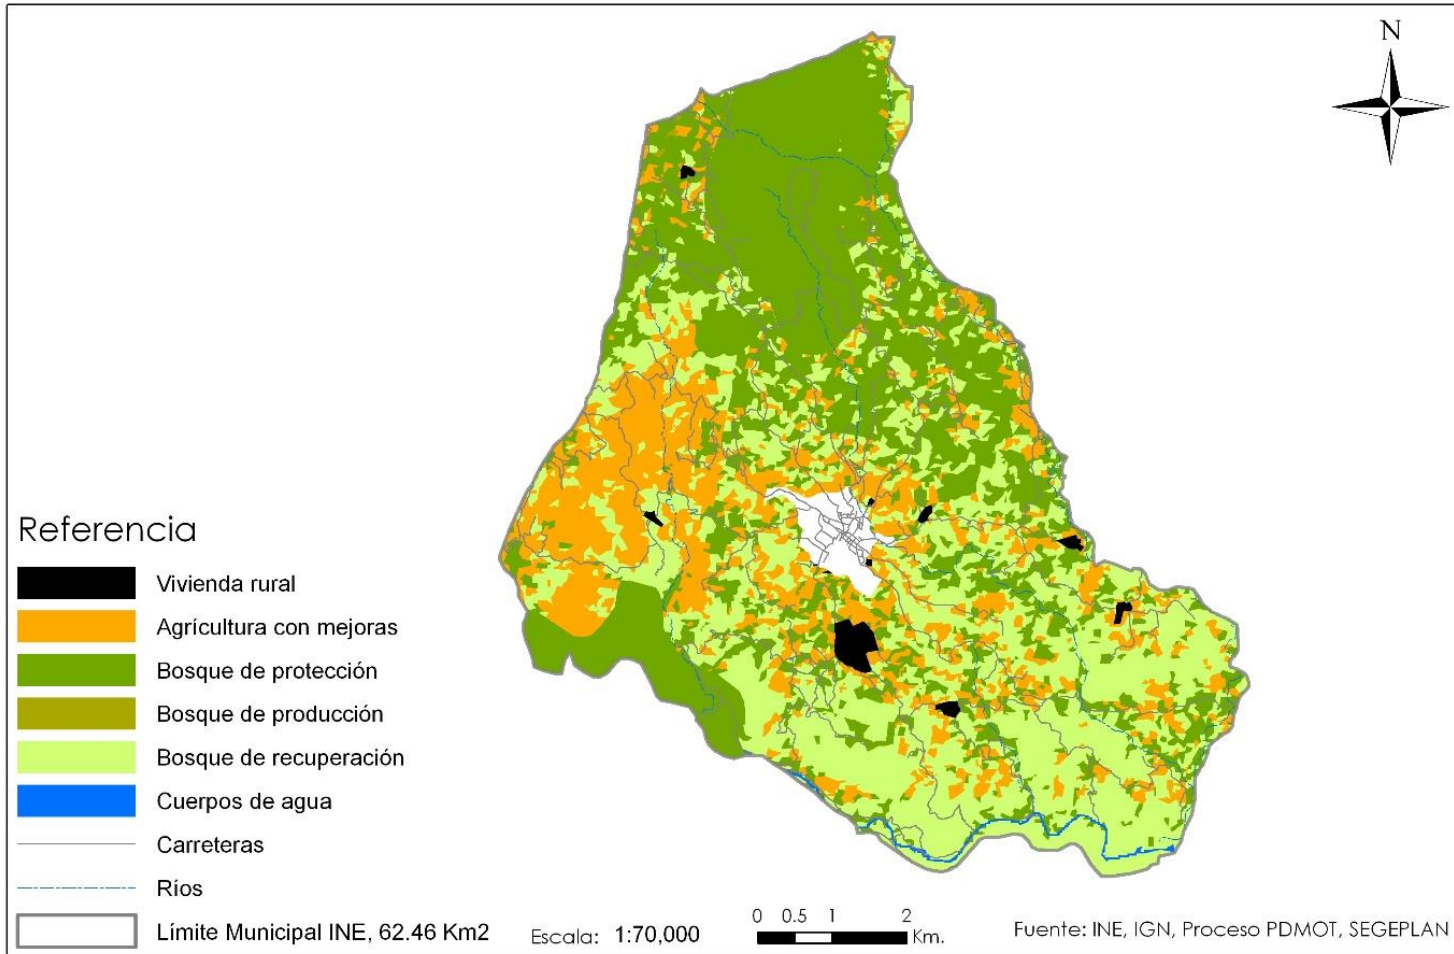 N
Referencia
Vivienda rural
Agrícultura con mejoras
Bosque de protección
Bosque de producción
Bosque de recuperación
Cuerpos de agua
Carreteras
Ríos
Límite Municipal INE, 62.46 Km2
Escala: 1:70,000
0 0.5 1 2
Km.
Fuente: INE, IGN, Proceso PDMOT, SEGEPLAN